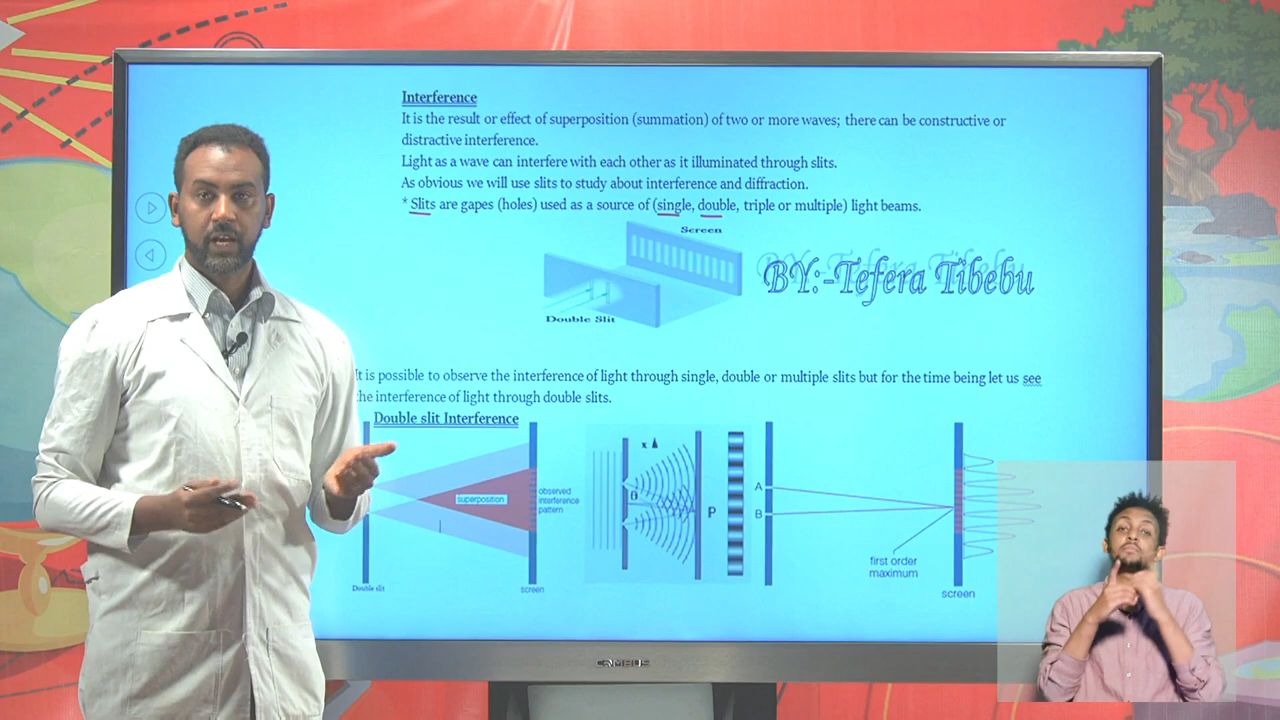 Interference
It is the result or effect of superposition (summation) of two or more waves; there can be constructive or
distractive interference.
Light as a wave can interfere with each other as it illuminated through slits.
As obvious we will use slits to study about interference and diffraction.
* Slits are gapes (holes) used as a source of (single, double, triple or multiple) light beams.
Screen
BY:-Tefera Tibebu
Double Slit
It is possible to observe the interference of light through single, double or multiple slits but for the time being let us see
the interference of light through double slits.
Double slit Interference
superposition
observed
interference
pattern
Double slit
screen
x
θ
P
A
B
first order
maximum
screen
CAMBUS